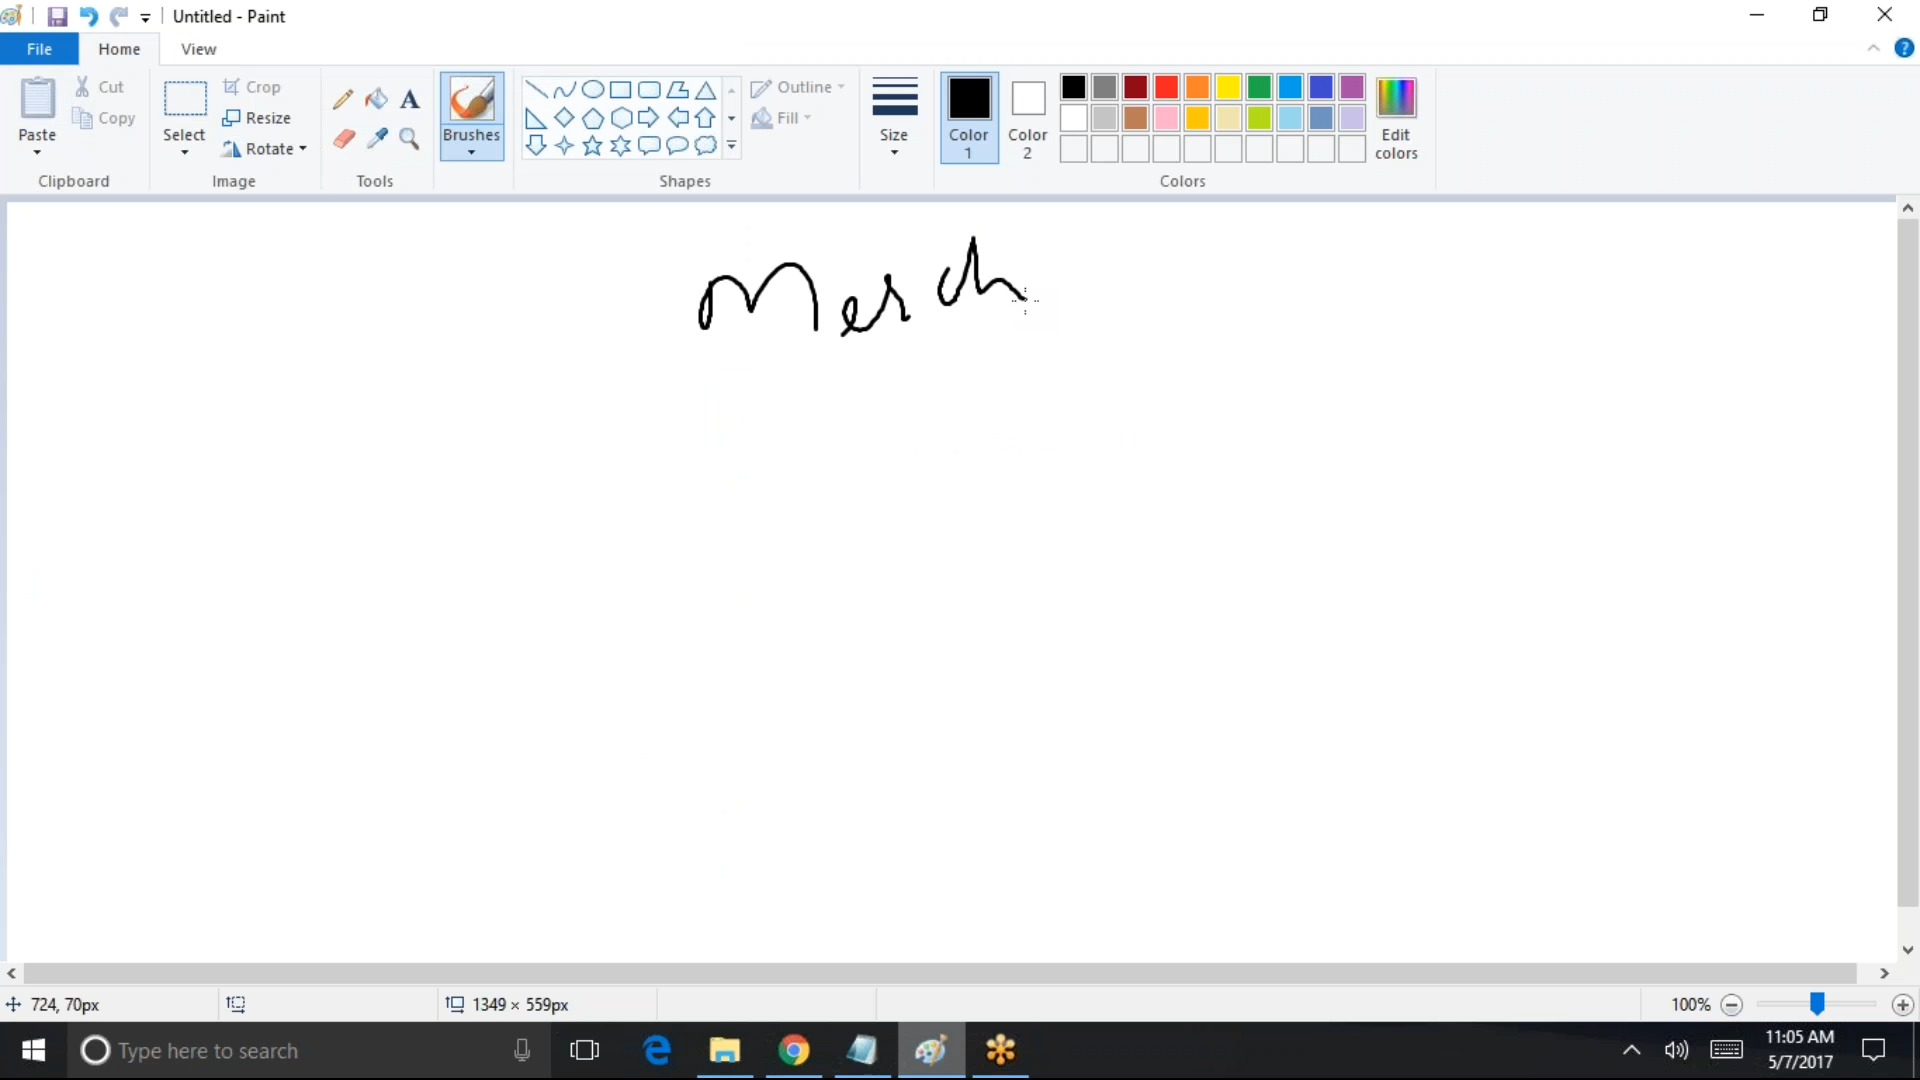 Untitled - Paint
File Home View
Paste Cut Copy Select Crop Resize Rotate Brushes Outline Fill Size Color 1 Color 2 Edit colors
Clipboard Image Tools Shapes Colors
Merch
724, 70px 1349 × 559px 100%
Type here to search 11:05 AM
5/7/2017